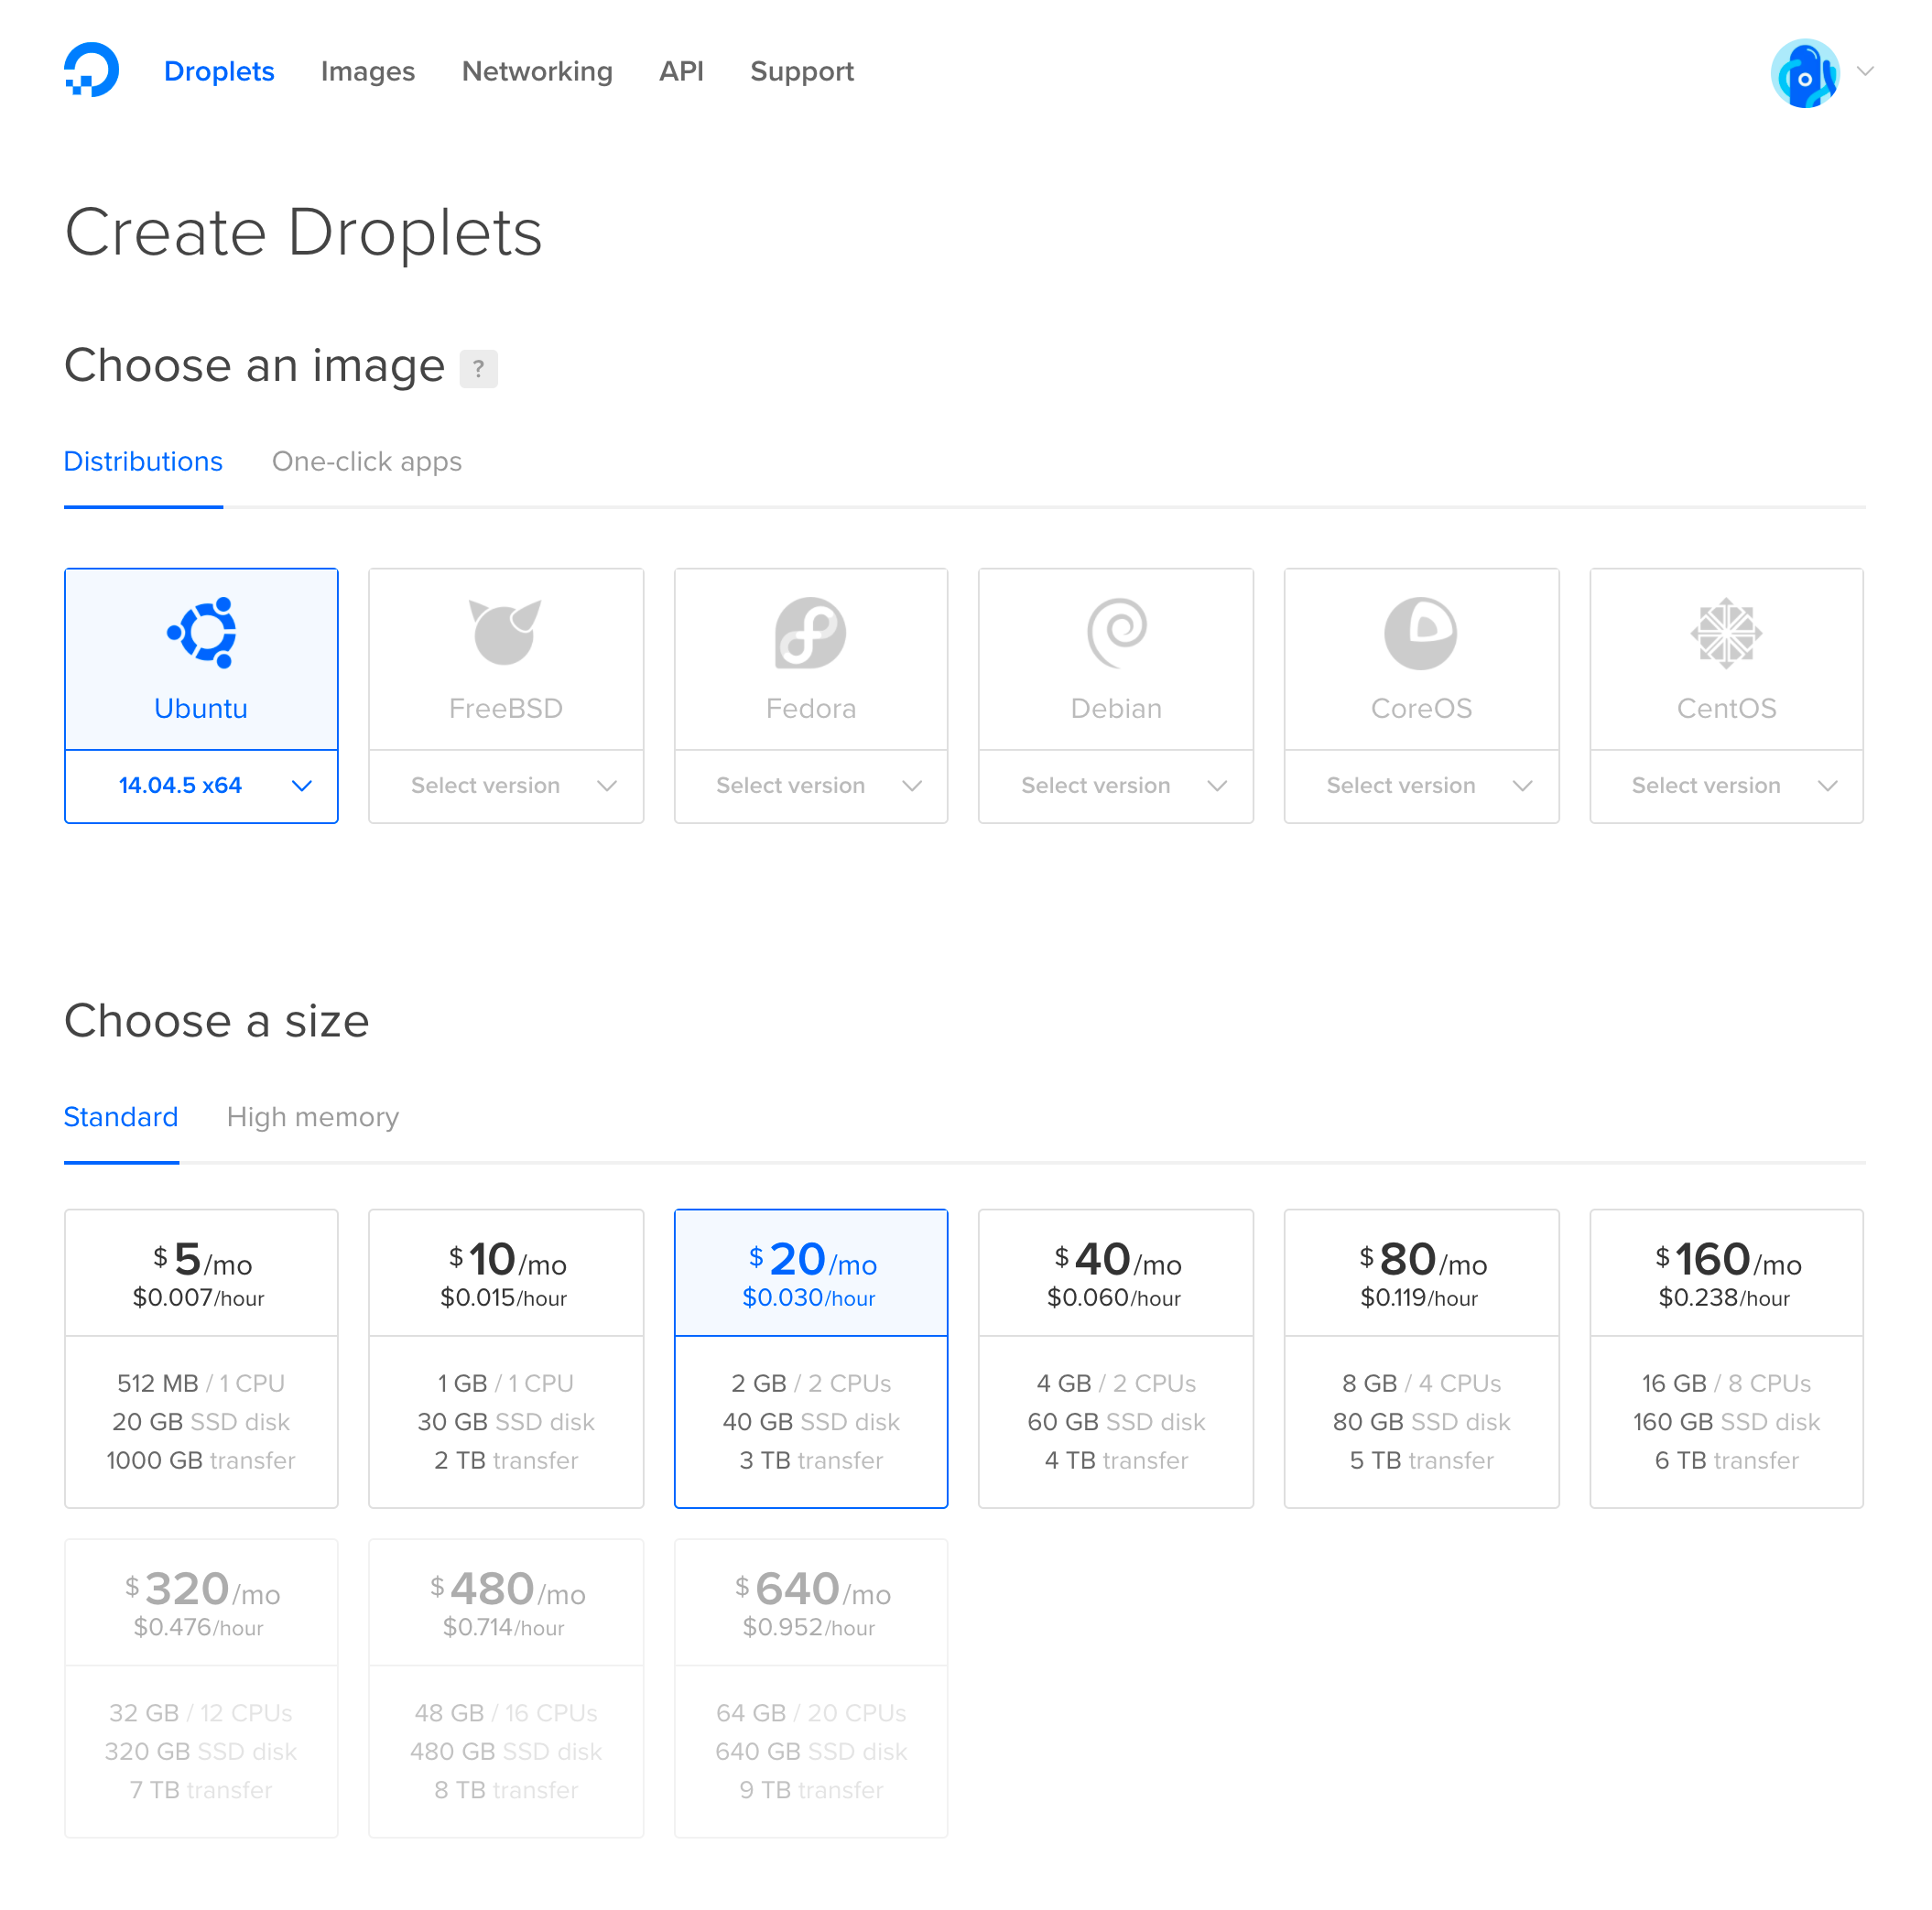 Droplets Images Networking API Support
Create Droplets
Choose an image ?
Distributions One-click apps
Ubuntu FreeBSD Fedora Debian CoreOS CentOS
14.04.5 x64 Select version Select version Select version Select version Select version
Choose a size
Standard High memory
$5/mo $10/mo $20/mo $40/mo $80/mo $160/mo
$0.007/hour $0.015/hour $0.030/hour $0.060/hour $0.119/hour $0.238/hour
512 MB / 1 CPU 1 GB / 1 CPU 2 GB / 2 CPUs 4 GB / 2 CPUs 8 GB / 4 CPUs 16 GB / 8 CPUs
20 GB SSD disk 30 GB SSD disk 40 GB SSD disk 60 GB SSD disk 80 GB SSD disk 160 GB SSD disk
1000 GB transfer 2 TB transfer 3 TB transfer 4 TB transfer 5 TB transfer 6 TB transfer
$320/mo $480/mo $640/mo
$0.476/hour $0.714/hour $0.952/hour
32 GB / 12 CPUs 48 GB / 16 CPUs 64 GB / 20 CPUs
320 GB SSD disk 480 GB SSD disk 640 GB SSD disk
7 TB transfer 8 TB transfer 9 TB transfer